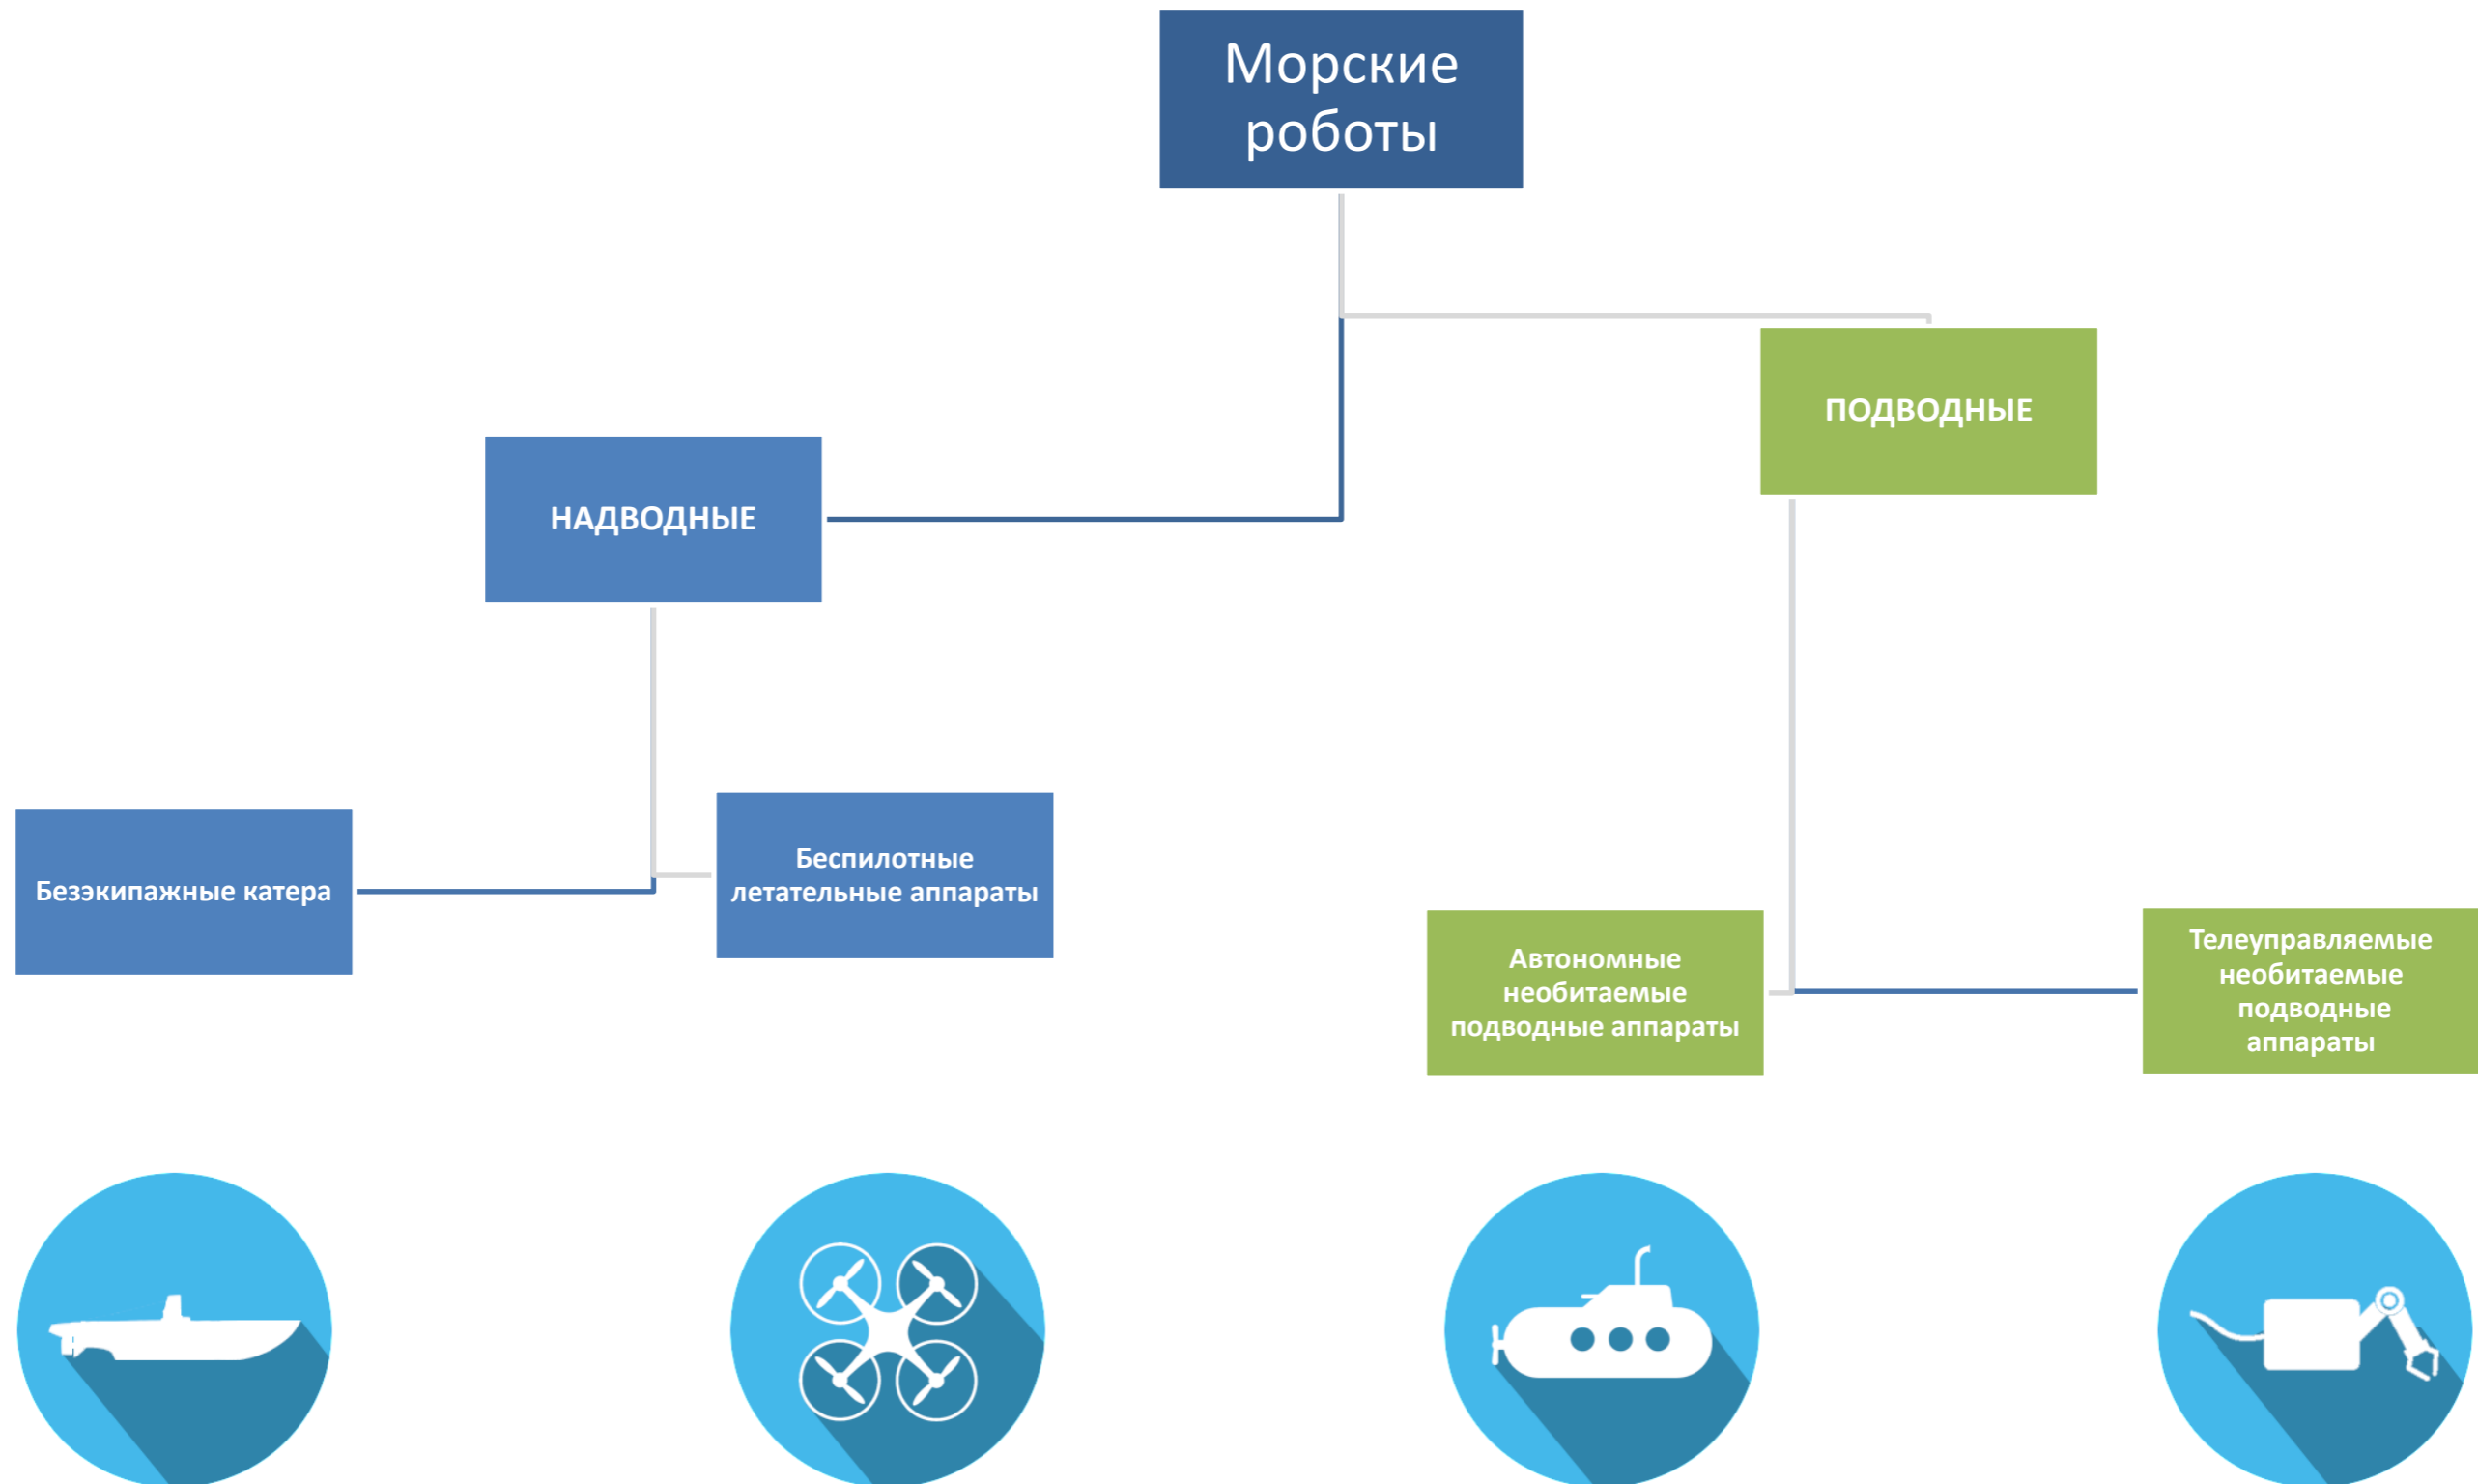 Морские
роботы
ПОДВОДНЫЕ
НАДВОДНЫЕ
Безэкипажные катера
Беспилотные
летательные аппараты
Автономные
необитаемые
подводные аппараты
Телеуправляемые
необитаемые
подводные
аппараты